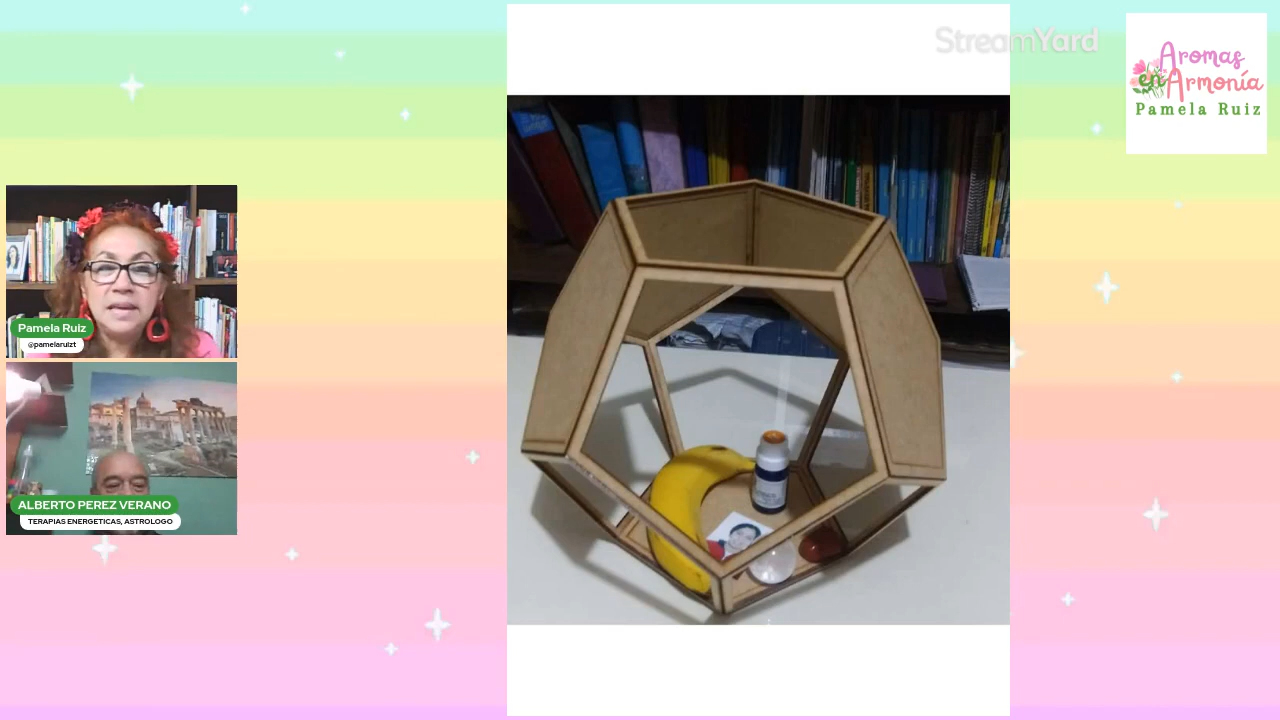 StreamYard
Aromas
en Armonía
Pamela Ruiz
Pamela Ruiz
@pamelaruizt
ALBERTO PEREZ VERANO
TERAPIAS ENERGETICAS, ASTROLOGO